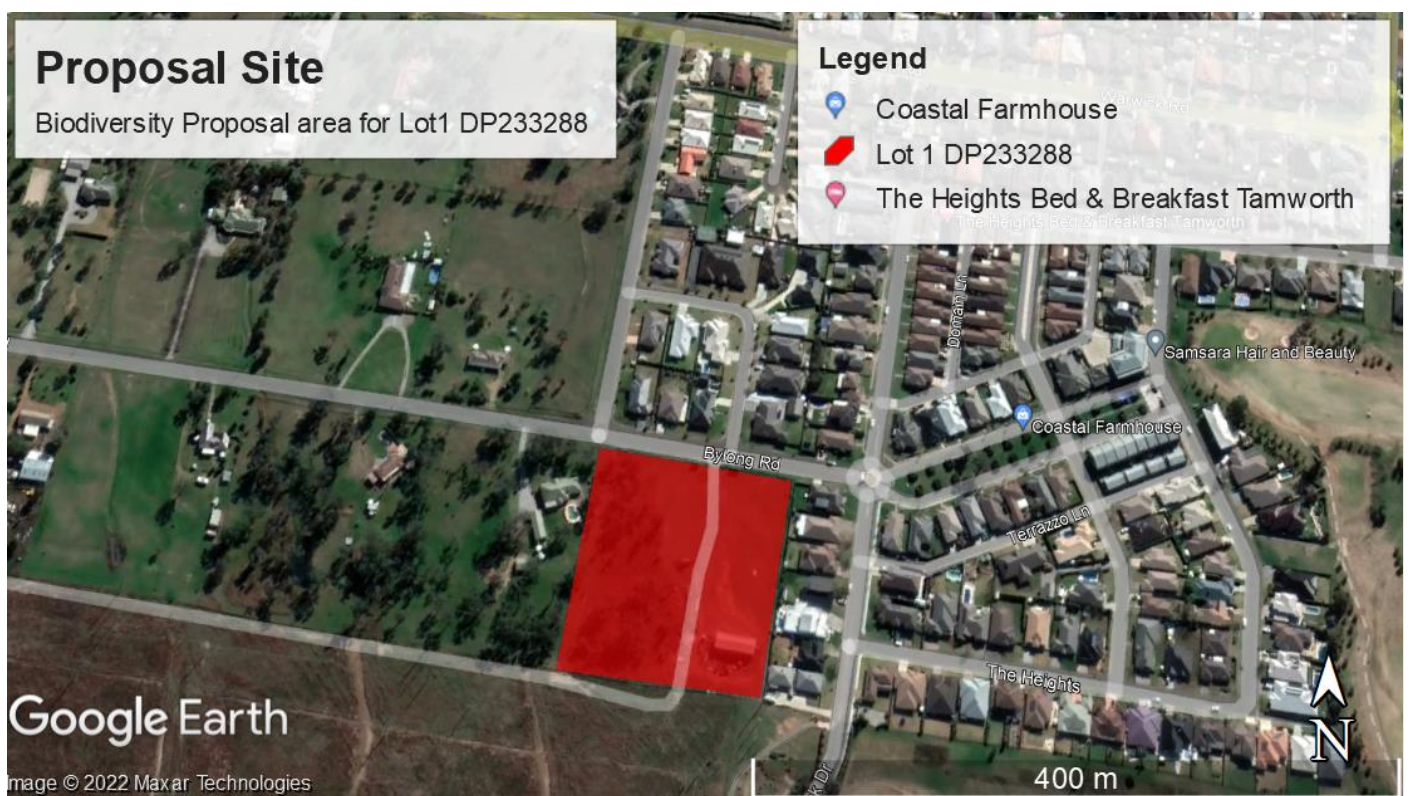 Proposal Site
Biodiversity Proposal area for Lot1 DP233288
Legend
Coastal Farmhouse
Lot 1 DP233288
The Heights Bed & Breakfast Tamworth
Warwick Rd
The Heights Bed & Breakfast Tamworth
Domain Ln
Samsara Hair and Beauty
Coastal Farmhouse
Bylong Rd
Terrazzo Ln
The Heights
Google Earth
N
Image © 2022 Maxar Technologies
400 m